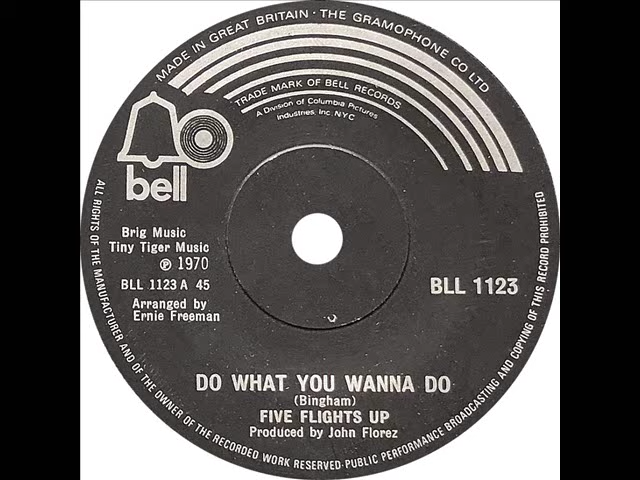 MADE IN GREAT BRITAIN · THE GRAMOPHONE CO LTD
TRADE MARK OF BELL RECORDS
A Division of Columbia Pictures
Industries, Inc NYC
bell
Brig Music
Tiny Tiger Music
℗ 1970
BLL 1123 A 45
Arranged by
Ernie Freeman
BLL 1123
DO WHAT YOU WANNA DO
(Bingham)
FIVE FLIGHTS UP
Produced by John Florez
ALL RIGHTS OF THE MANUFACTURER AND OF THE OWNER OF THE RECORDED WORK RESERVED·PUBLIC PERFORMANCE BROADCASTING AND COPYING OF THIS RECORD PROHIBITED